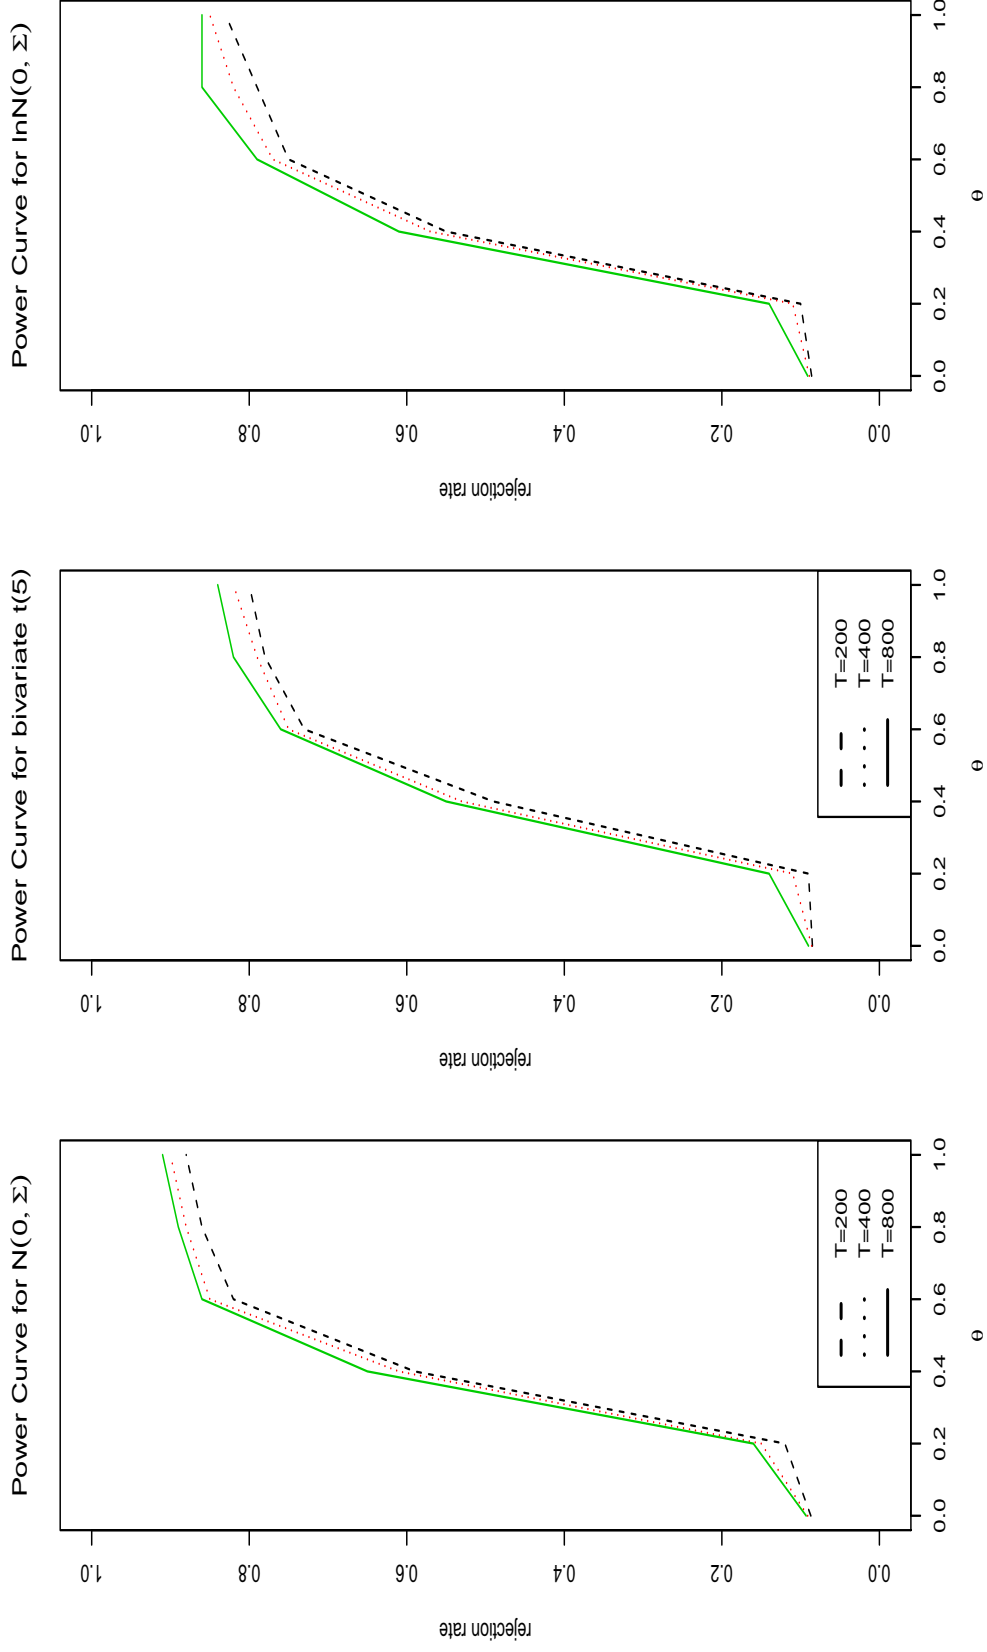 Power Curve for N(0, Σ)
rejection rate
1.0
0.8
0.6
0.4
0.2
0.0
0.0
0.2
0.4
0.6
0.8
1.0
θ
T=200
T=400
T=800
Power Curve for bivariate t(5)
rejection rate
1.0
0.8
0.6
0.4
0.2
0.0
0.0
0.2
0.4
0.6
0.8
1.0
θ
T=200
T=400
T=800
Power Curve for lnN(0, Σ)
rejection rate
1.0
0.8
0.6
0.4
0.2
0.0
0.0
0.2
0.4
0.6
0.8
1.0
θ